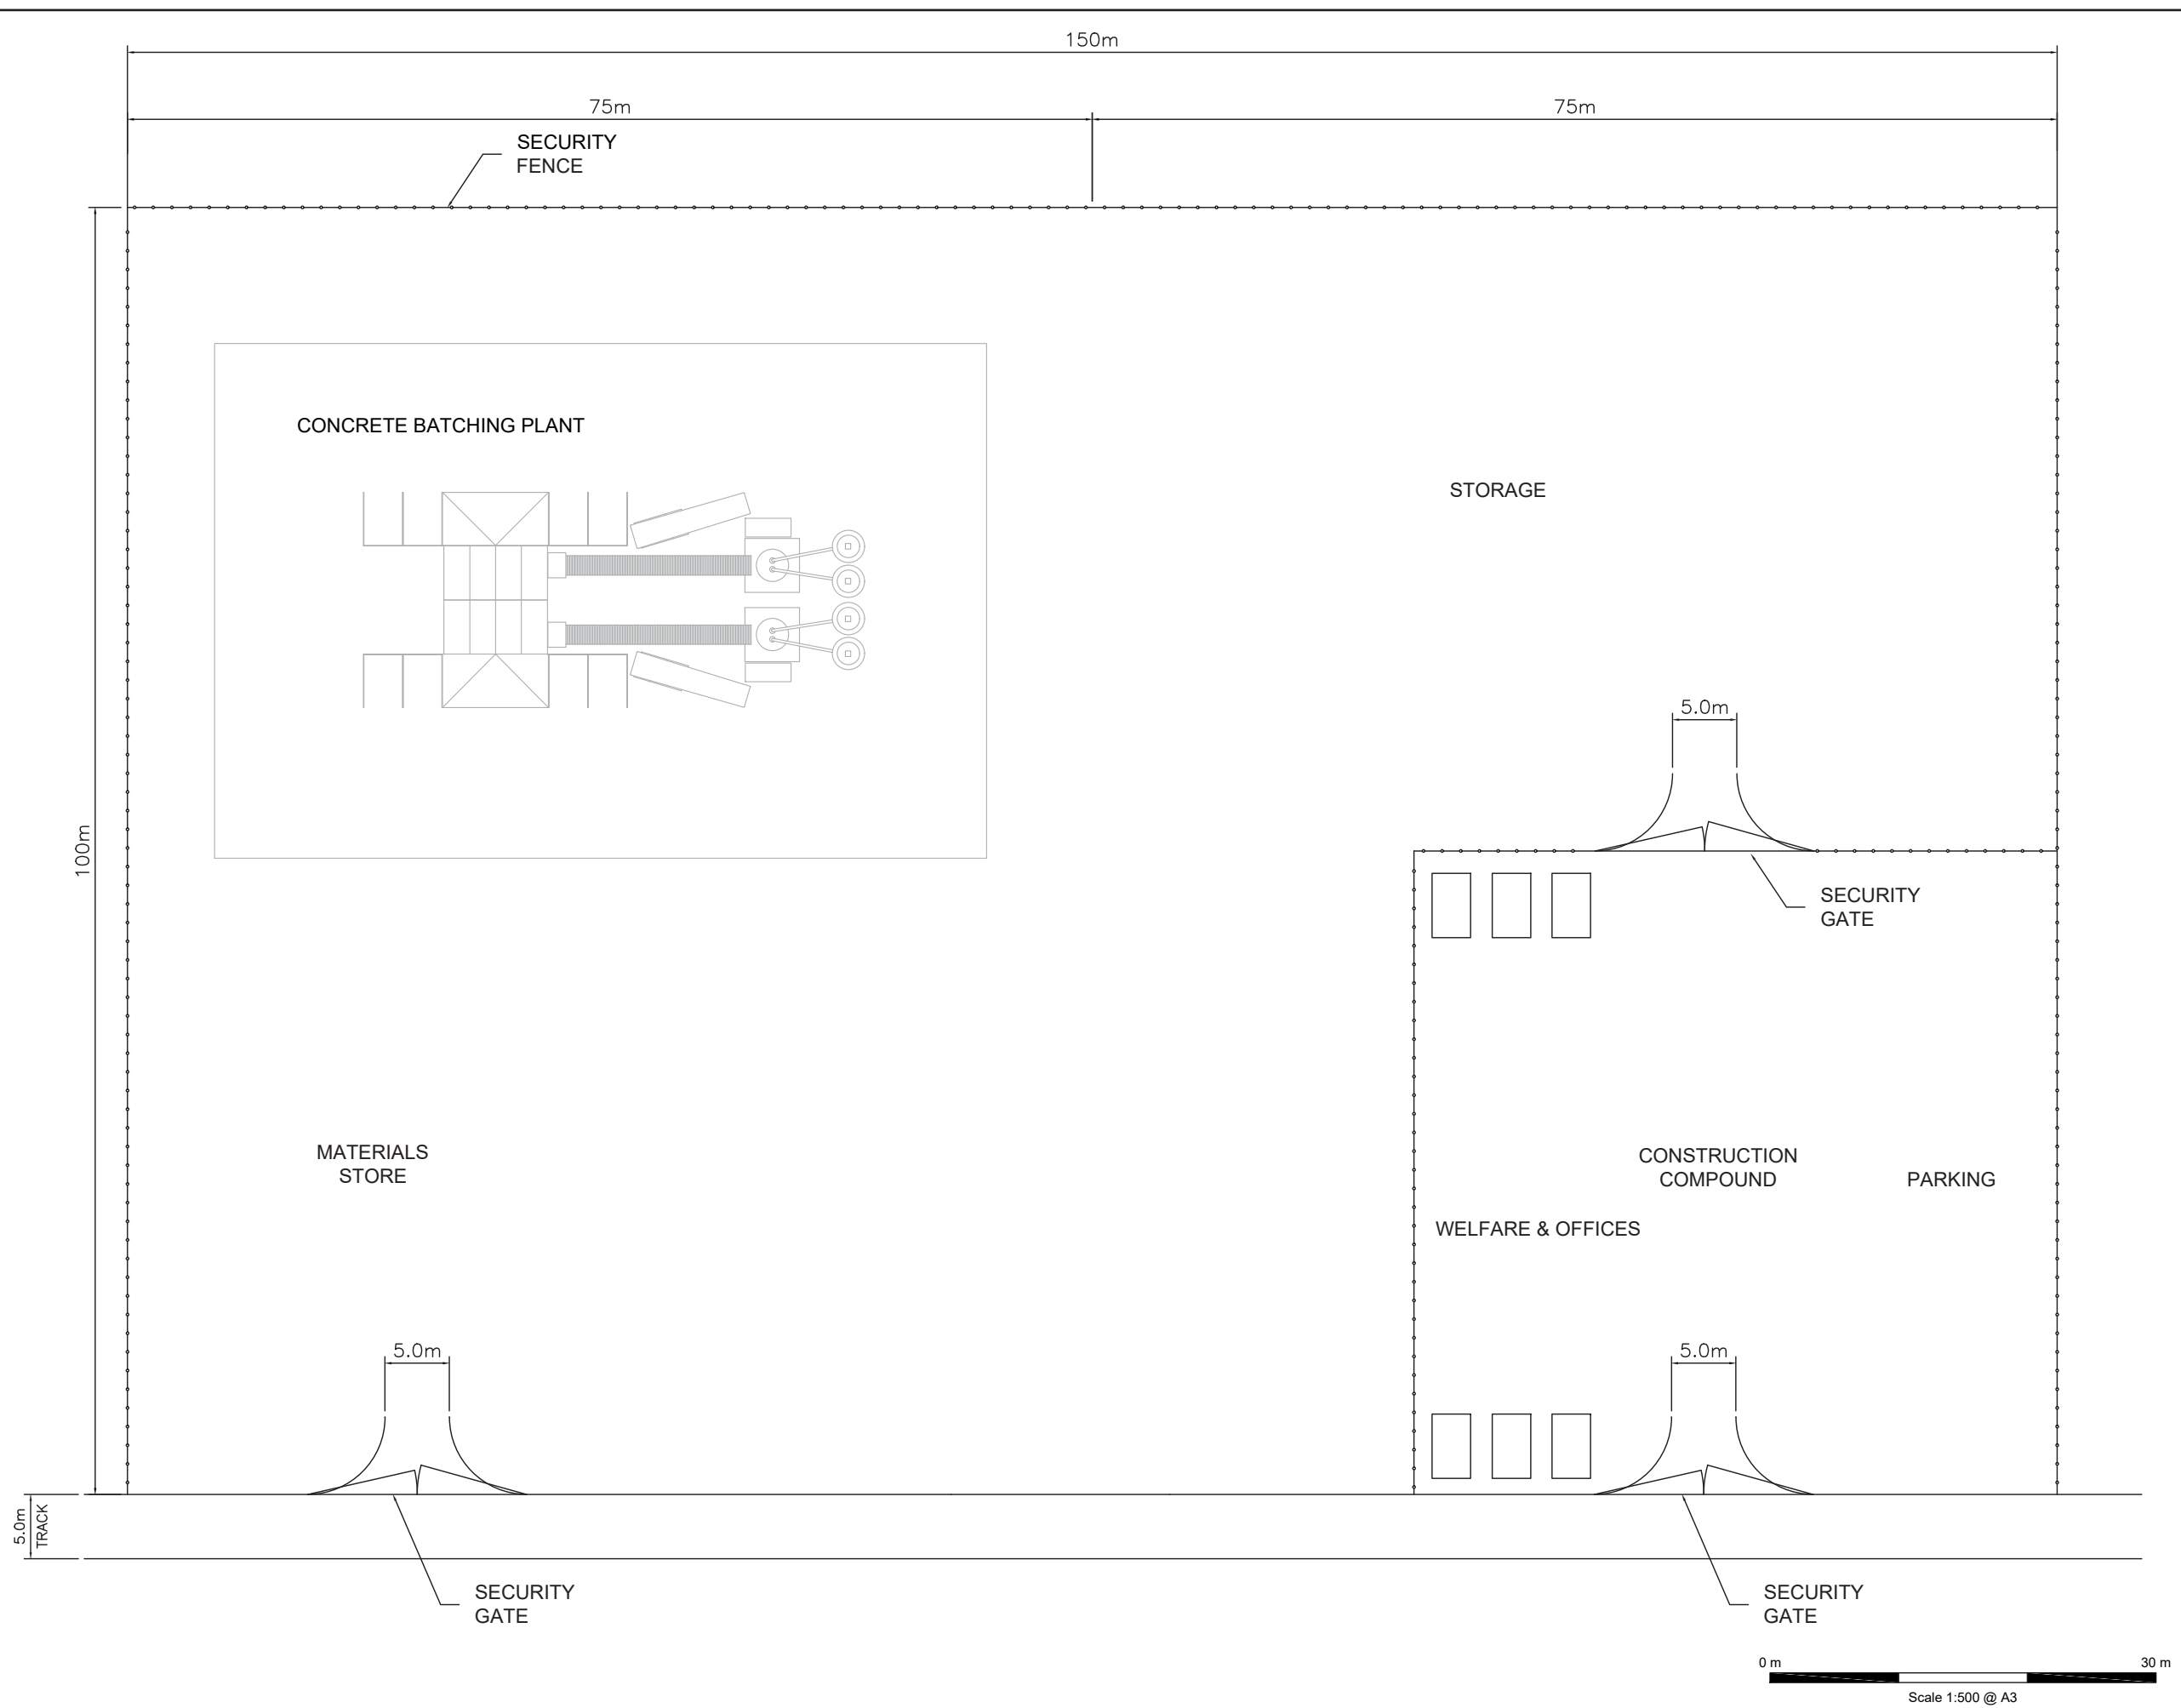 150m
75m
75m
SECURITY
FENCE
CONCRETE BATCHING PLANT
STORAGE
5.0m
100m
SECURITY
GATE
MATERIALS
STORE
CONSTRUCTION
COMPOUND
PARKING
WELFARE & OFFICES
5.0m
5.0m
5.0m
TRACK
SECURITY
GATE
SECURITY
GATE
0 m
30 m
Scale 1:500 @ A3